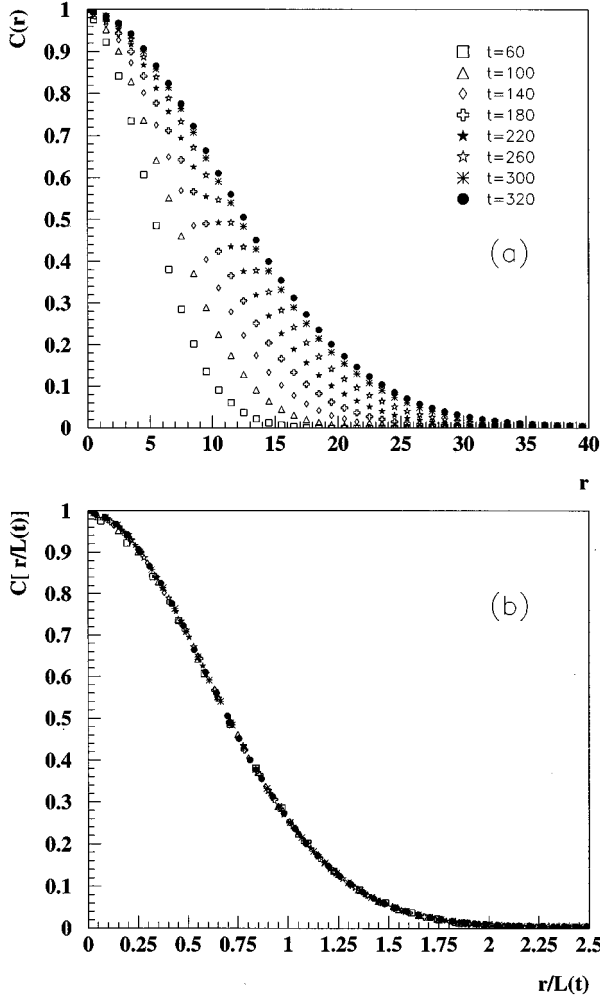 C(r)
1
0.9
0.8
0.7
0.6
0.5
0.4
0.3
0.2
0.1
0
t=60
t=100
t=140
t=180
t=220
t=260
t=300
t=320
(a)
0 5 10 15 20 25 30 35 40
r
C[ r/L(t)]
1
0.9
0.8
0.7
0.6
0.5
0.4
0.3
0.2
0.1
0
(b)
0 0.25 0.5 0.75 1 1.25 1.5 1.75 2 2.25 2.5
r/L(t)